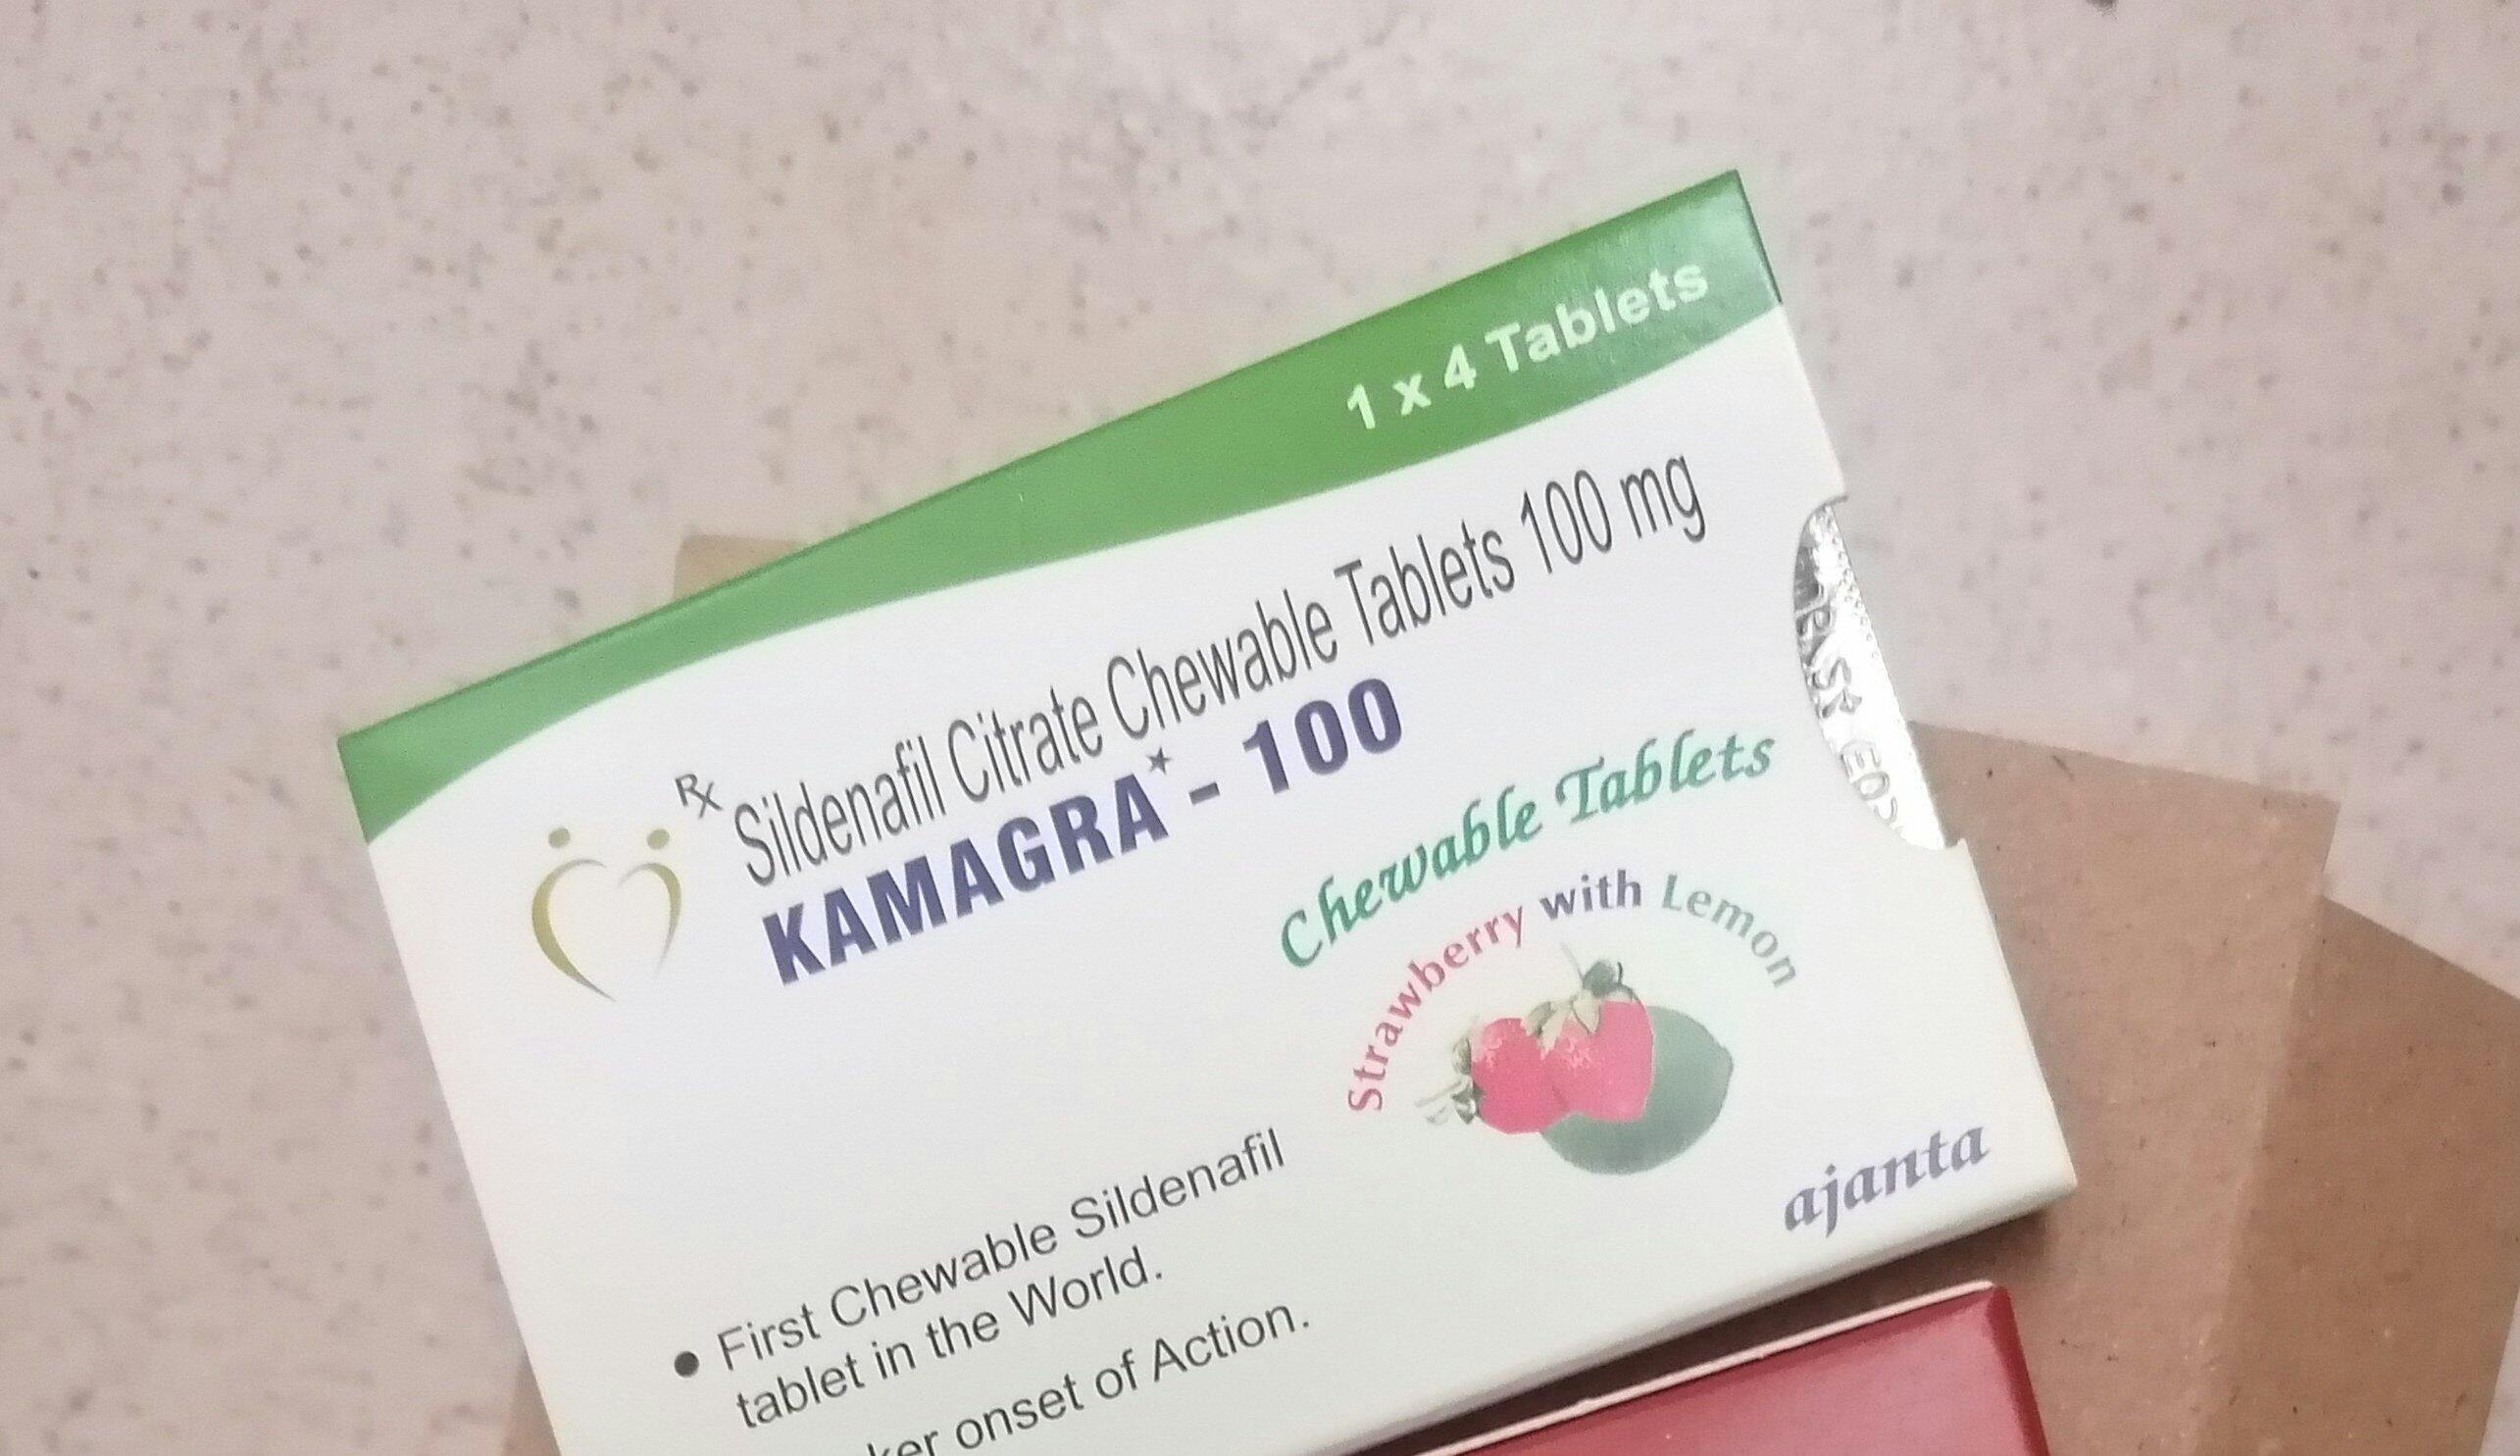 1 x 4 Tablets
Rx Sildenafil Citrate Chewable Tablets 100 mg
KAMAGRA* - 100
Chewable Tablets
Strawberry with Lemon
ajanta
• First Chewable Sildenafil
tablet in the World.
onset of Action.